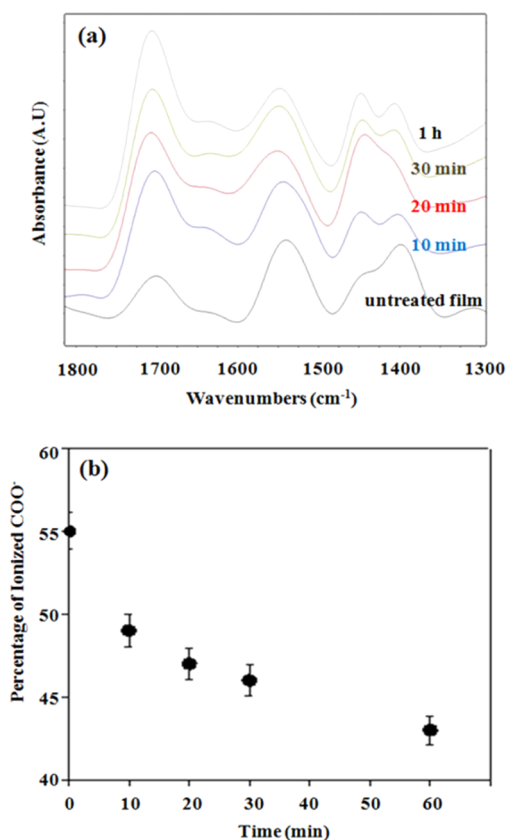 (a)
Absorbance (A.U)
1 h
30 min
20 min
10 min
untreated film
1800 1700 1600 1500 1400 1300
Wavenumbers (cm⁻¹)
(b)
Percentage of Ionized COO⁻
60
55
50
45
40
0 10 20 30 40 50 60
Time (min)